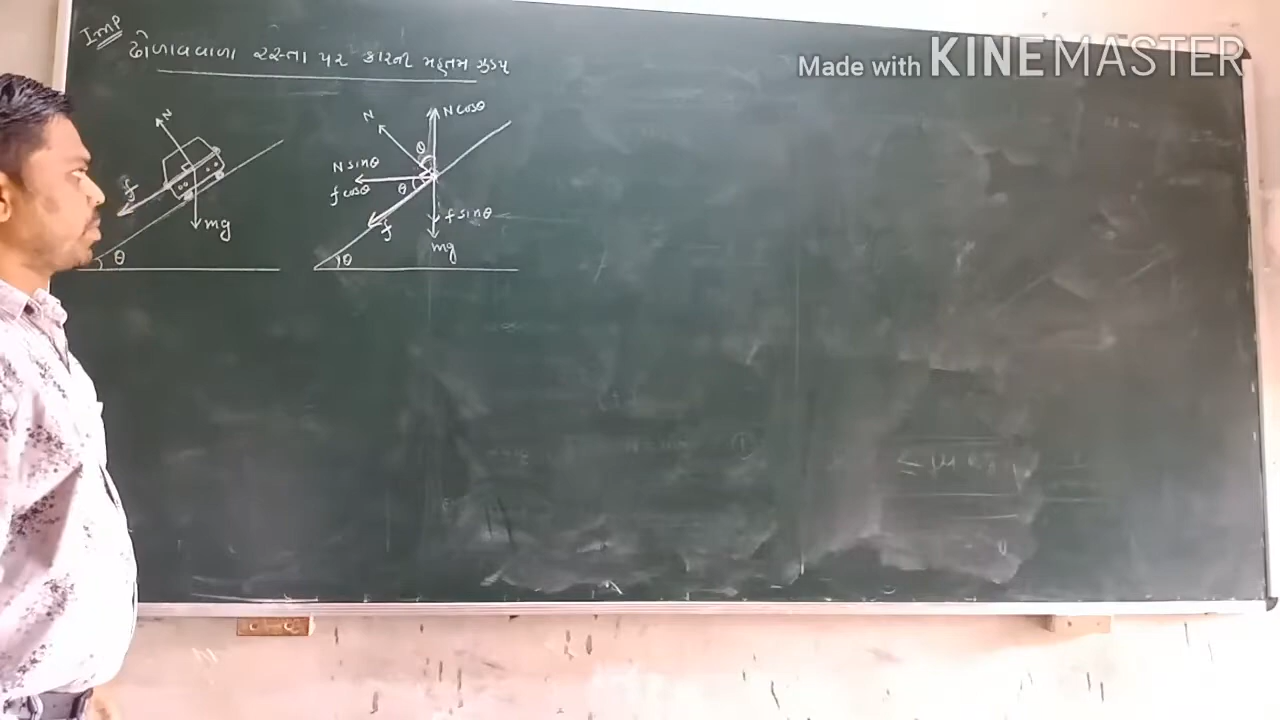 IMP
ઢોળાવવાળા રસ્તા પર કારની મહત્તમ ઝડપ
Made with KINEMASTER
N
f
mg
θ
N
N cosθ
θ
N sinθ
f cosθ
θ
f sinθ
f
mg
θ